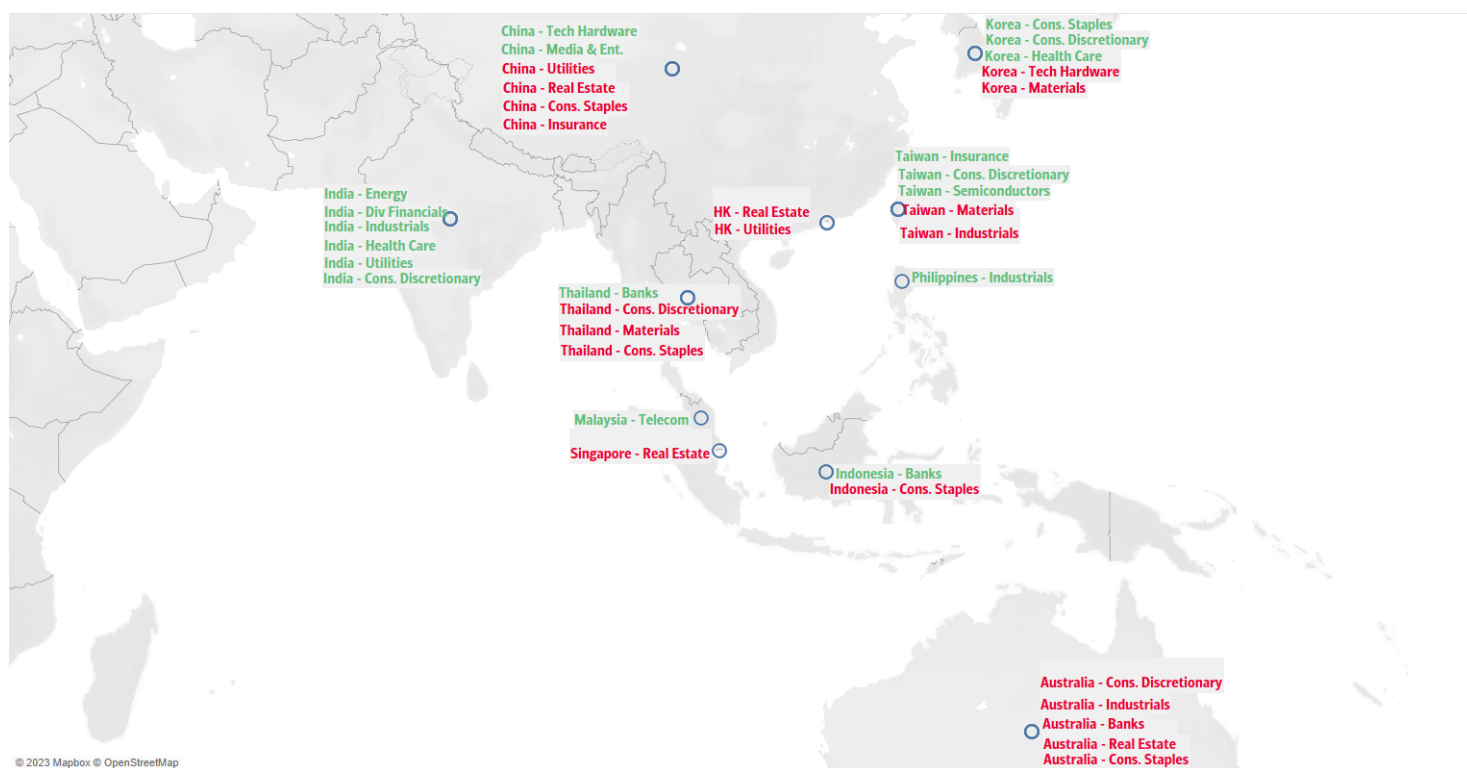 China - Tech Hardware
China - Media & Ent.
China - Utilities
China - Real Estate
China - Cons. Staples
China - Insurance
Korea - Cons. Staples
Korea - Cons. Discretionary
Korea - Health Care
Korea - Tech Hardware
Korea - Materials
Taiwan - Insurance
Taiwan - Cons. Discretionary
Taiwan - Semiconductors
Taiwan - Materials
Taiwan - Industrials
India - Energy
India - Div Financials
India - Industrials
India - Health Care
India - Utilities
India - Cons. Discretionary
HK - Real Estate
HK - Utilities
Philippines - Industrials
Thailand - Banks
Thailand - Cons. Discretionary
Thailand - Materials
Thailand - Cons. Staples
Malaysia - Telecom
Singapore - Real Estate
Indonesia - Banks
Indonesia - Cons. Staples
Australia - Cons. Discretionary
Australia - Industrials
Australia - Banks
Australia - Real Estate
Australia - Cons. Staples
© 2023 Mapbox © OpenStreetMap